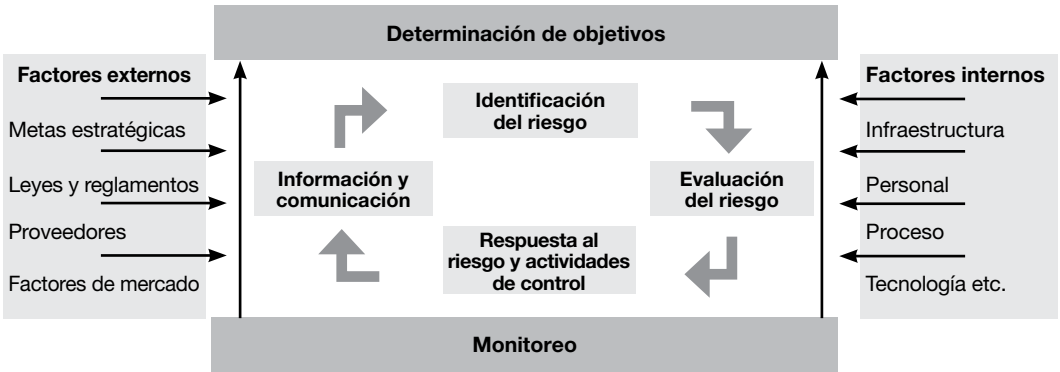 Determinación de objetivos
Factores externos
Metas estratégicas
Leyes y reglamentos
Proveedores
Factores de mercado
Identificación
del riesgo
Información y
comunicación
Evaluación
del riesgo
Respuesta al
riesgo y actividades
de control
Factores internos
Infraestructura
Personal
Proceso
Tecnología etc.
Monitoreo